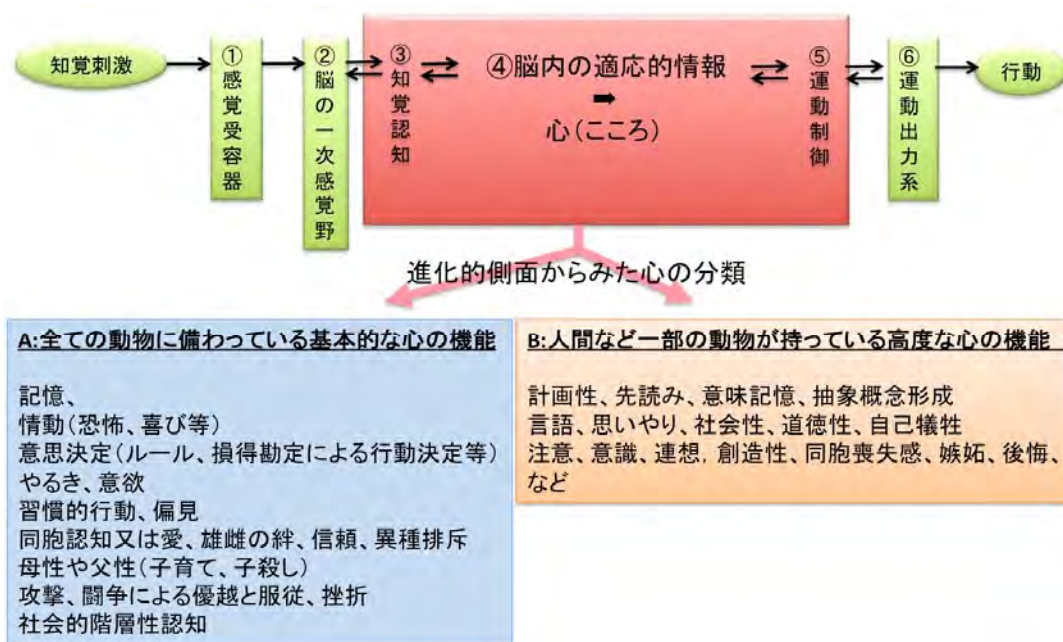 知覚刺激
①感覚受容器
②脳の一次感覚野
③知覚認知
④脳内の適応的情報
➡
心(こころ)
⑤運動制御
⑥運動出力系
行動
進化的側面からみた心の分類
A:全ての動物に備わっている基本的な心の機能
記憶、
情動(恐怖、喜び等)
意思決定(ルール、損得勘定による行動決定等)
やるき、意欲
習慣的行動、偏見
同胞認知又は愛、雄雌の絆、信頼、異種排斥
母性や父性(子育て、子殺し)
攻撃、闘争による優越と服従、挫折
社会的階層性認知
B:人間など一部の動物が持っている高度な心の機能
計画性、先読み、意味記憶、抽象概念形成
言語、思いやり、社会性、道徳性、自己犠牲
注意、意識、連想, 創造性、同胞喪失感、嫉妬、後悔、
など